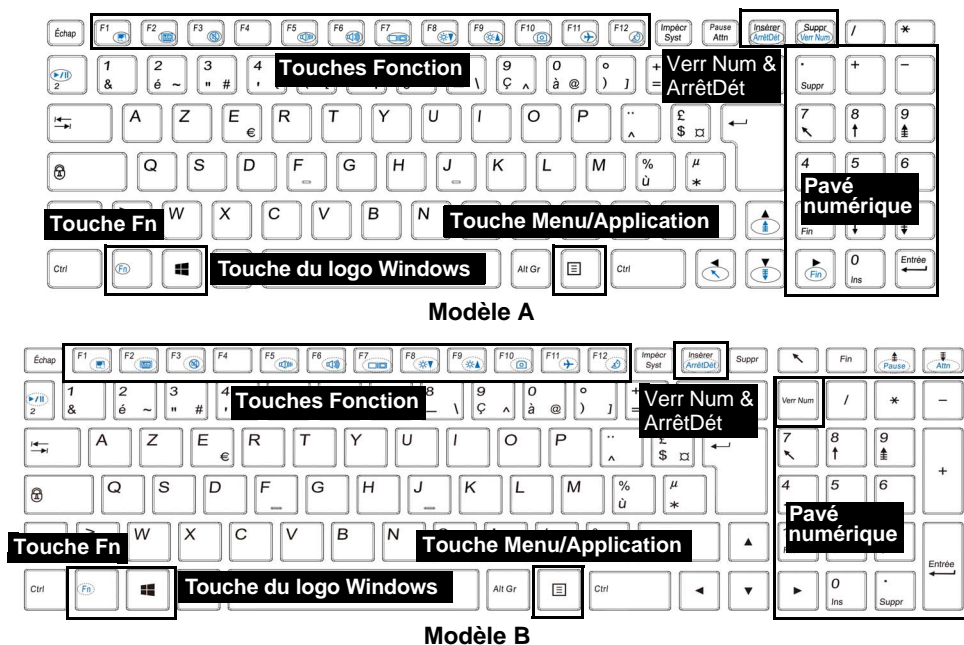 Échap F1 F2 F3 F4 F5 F6 F7 F8 F9 F10 F11 F12 Impécr Syst Pause Attn Insérer ArrêtDét Suppr Verr Num / *
Touches Fonction
Verr Num &
ArrêtDét
2 1 & 2 é ~ 3 " # 4 ' 9 Ç ^ 0 à @ ° ) ] + = . Suppr + -
A Z E € R T Y U I O P ¨ ^ £ $ ¤ 7 8 9
Q S D F G H J K L M % ù µ * 4 5 6
Pavé
numérique
Touche Fn
W X C V B N
Touche Menu/Application
Fin
Ctrl Fn
Touche du logo Windows
Alt Gr Ctrl Fin 0 Ins Entrée
Modèle A
Échap F1 F2 F3 F4 F5 F6 F7 F8 F9 F10 F11 F12 Impécr Syst Insérer ArrêtDét Suppr Fin Pause Attn
Touches Fonction
Verr Num &
ArrêtDét
2 1 & 2 é ~ 3 " # 4 ' 8 _ \ 9 Ç ^ 0 à @ ° ) ] + = Verr Num / * -
A Z E € R T Y U I O P ¨ ^ £ $ ¤ 7 8 9 +
Q S D F G H J K L M % ù µ * 4 5 6
Pavé
numérique
Touche Fn
W X C V B N
Touche Menu/Application
Ctrl Fn
Touche du logo Windows
Alt Gr Ctrl 0 Ins . Suppr Entrée
Modèle B